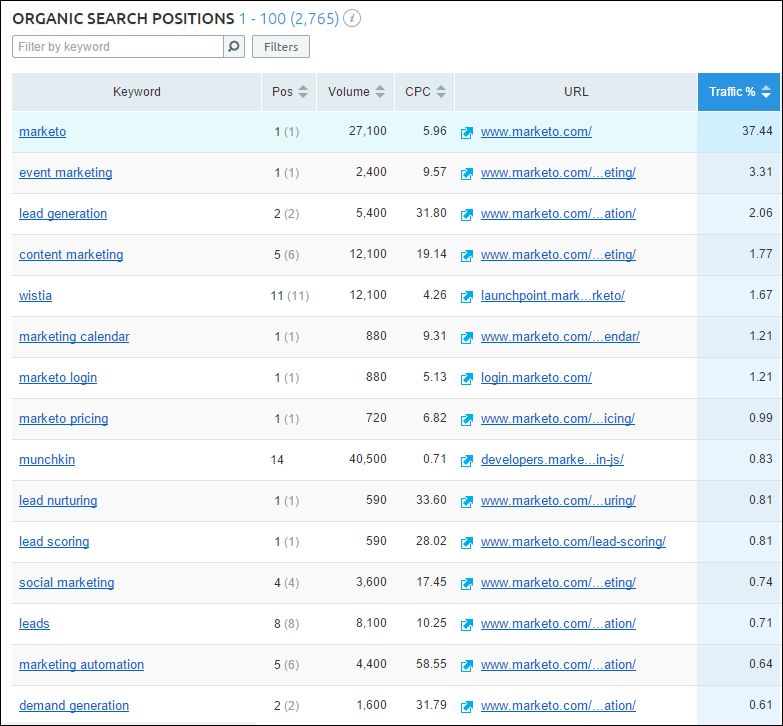 ORGANIC SEARCH POSITIONS 1 - 100 (2,765) i
Filter by keyword Filters
Keyword Pos Volume CPC URL Traffic %
marketo 1 (1) 27,100 5.96 www.marketo.com/ 37.44
event marketing 1 (1) 2,400 9.57 www.marketo.com/...eting/ 3.31
lead generation 2 (2) 5,400 31.80 www.marketo.com/...ation/ 2.06
content marketing 5 (6) 12,100 19.14 www.marketo.com/...eting/ 1.77
wistia 11 (11) 12,100 4.26 launchpoint.mark...rketo/ 1.67
marketing calendar 1 (1) 880 9.31 www.marketo.com/...endar/ 1.21
marketo login 1 (1) 880 5.13 login.marketo.com/ 1.21
marketo pricing 1 (1) 720 6.82 www.marketo.com/...icing/ 0.99
munchkin 14 40,500 0.71 developers.marke...in-js/ 0.83
lead nurturing 1 (1) 590 33.60 www.marketo.com/...uring/ 0.81
lead scoring 1 (1) 590 28.02 www.marketo.com/lead-scoring/ 0.81
social marketing 4 (4) 3,600 17.45 www.marketo.com/...eting/ 0.74
leads 8 (8) 8,100 10.25 www.marketo.com/...ation/ 0.71
marketing automation 5 (6) 4,400 58.55 www.marketo.com/...ation/ 0.64
demand generation 2 (2) 1,600 31.79 www.marketo.com/...ation/ 0.61